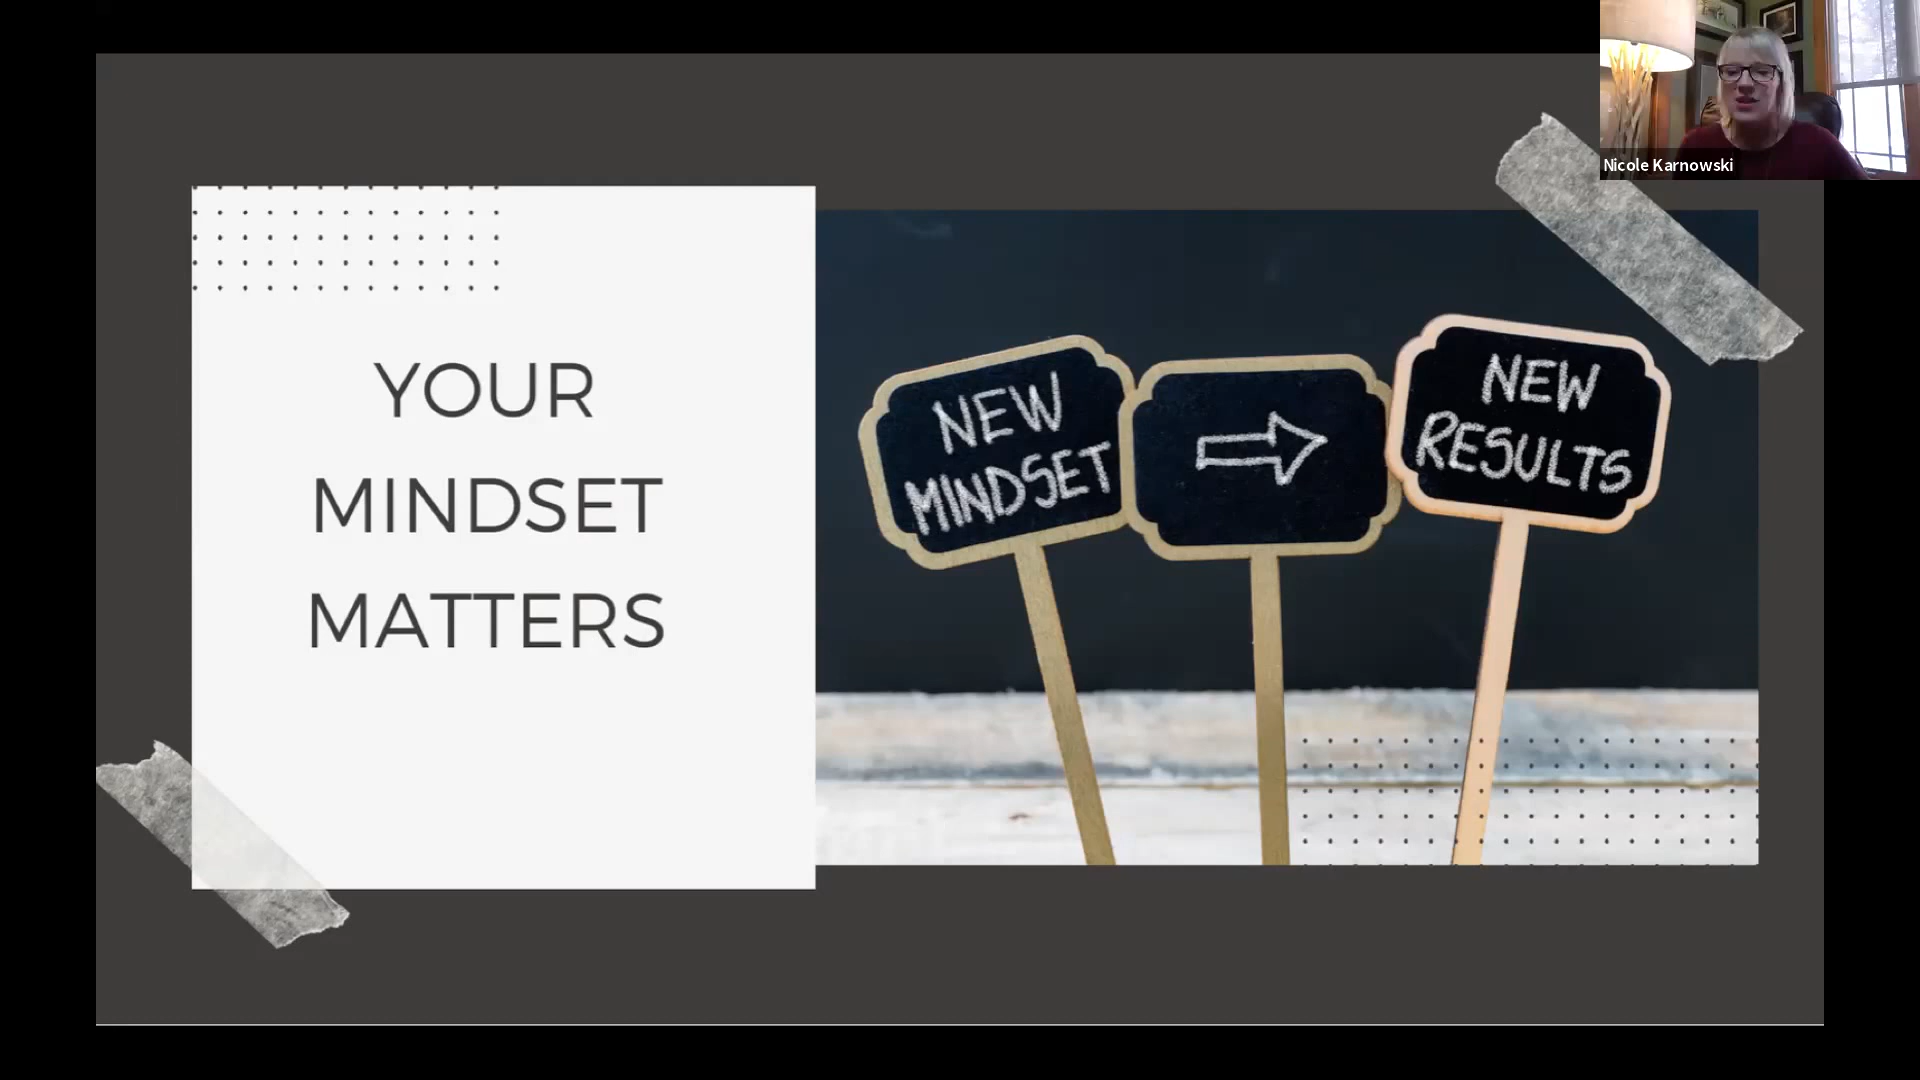 Nicole Karnowski
YOUR
MINDSET
MATTERS
NEW
MINDSET
NEW
RESULTS